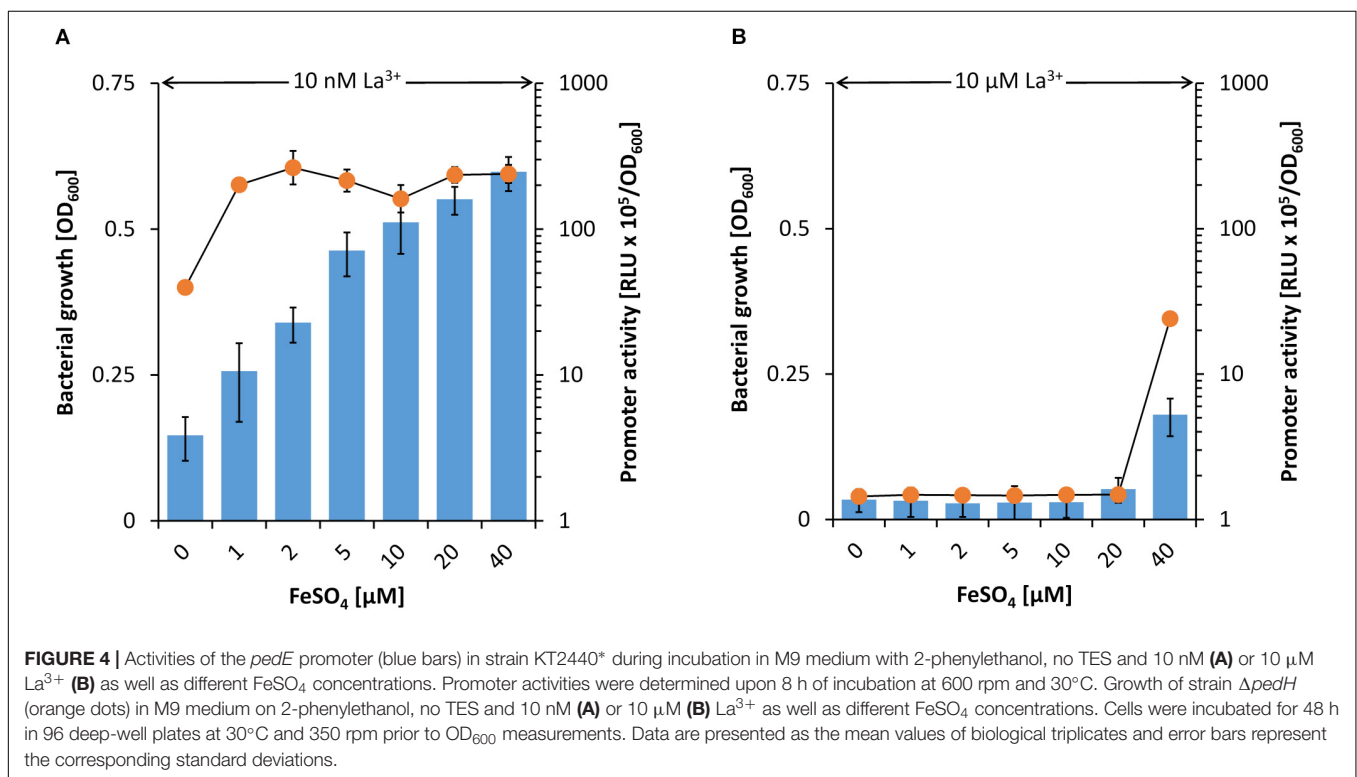 A
10 nM La³⁺
0.75
0.5
0.25
0
Bacterial growth [OD₆₀₀]
1000
100
10
1
Promoter activity [RLU x 10⁵/OD₆₀₀]
0 1 2 5 10 20 40
FeSO₄ [µM]
B
10 µM La³⁺
0.75
0.5
0.25
0
Bacterial growth [OD₆₀₀]
1000
100
10
1
Promoter activity [RLU x 10⁵/OD₆₀₀]
0 1 2 5 10 20 40
FeSO₄ [µM]
FIGURE 4 | Activities of the pedE promoter (blue bars) in strain KT2440* during incubation in M9 medium with 2-phenylethanol, no TES and 10 nM (A) or 10 µM
La³⁺ (B) as well as different FeSO₄ concentrations. Promoter activities were determined upon 8 h of incubation at 600 rpm and 30°C. Growth of strain ΔpedH
(orange dots) in M9 medium on 2-phenylethanol, no TES and 10 nM (A) or 10 µM (B) La³⁺ as well as different FeSO₄ concentrations. Cells were incubated for 48 h
in 96 deep-well plates at 30°C and 350 rpm prior to OD₆₀₀ measurements. Data are presented as the mean values of biological triplicates and error bars represent
the corresponding standard deviations.